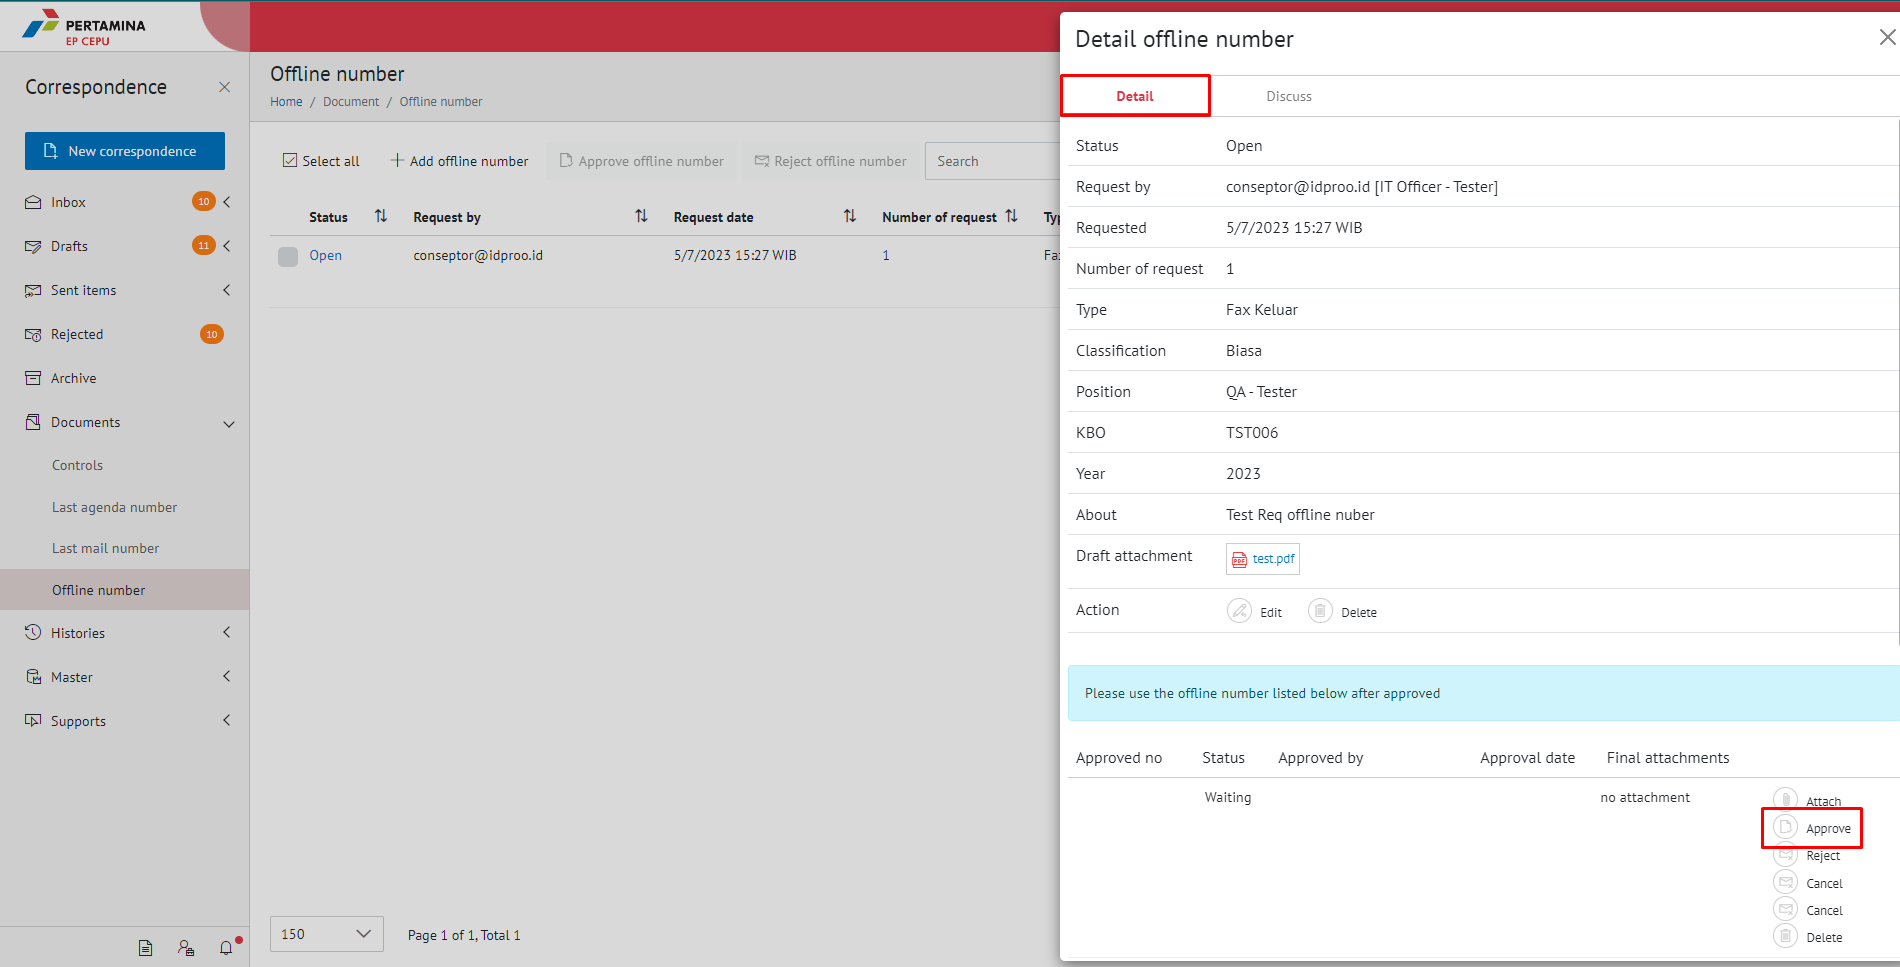 PERTAMINA
EP CEPU
Correspondence
New correspondence
Inbox 10
Drafts 11
Sent items
Rejected 10
Archive
Documents
Controls
Last agenda number
Last mail number
Offline number
Histories
Master
Supports
Offline number
Home / Document / Offline number
Select all Add offline number Approve offline number Reject offline number Search
Status Request by Request date Number of request Typ
Open conseptor@idproo.id 5/7/2023 15:27 WIB 1 Fax
150 Page 1 of 1, Total 1
Detail offline number
Detail Discuss
Status Open
Request by conseptor@idproo.id [IT Officer - Tester]
Requested 5/7/2023 15:27 WIB
Number of request 1
Type Fax Keluar
Classification Biasa
Position QA - Tester
KBO TST006
Year 2023
About Test Req offline nuber
Draft attachment PDF test.pdf
Action Edit Delete
Please use the offline number listed below after approved
Approved no Status Approved by Approval date Final attachments
Waiting no attachment Attach
Approve
Reject
Cancel
Cancel
Delete